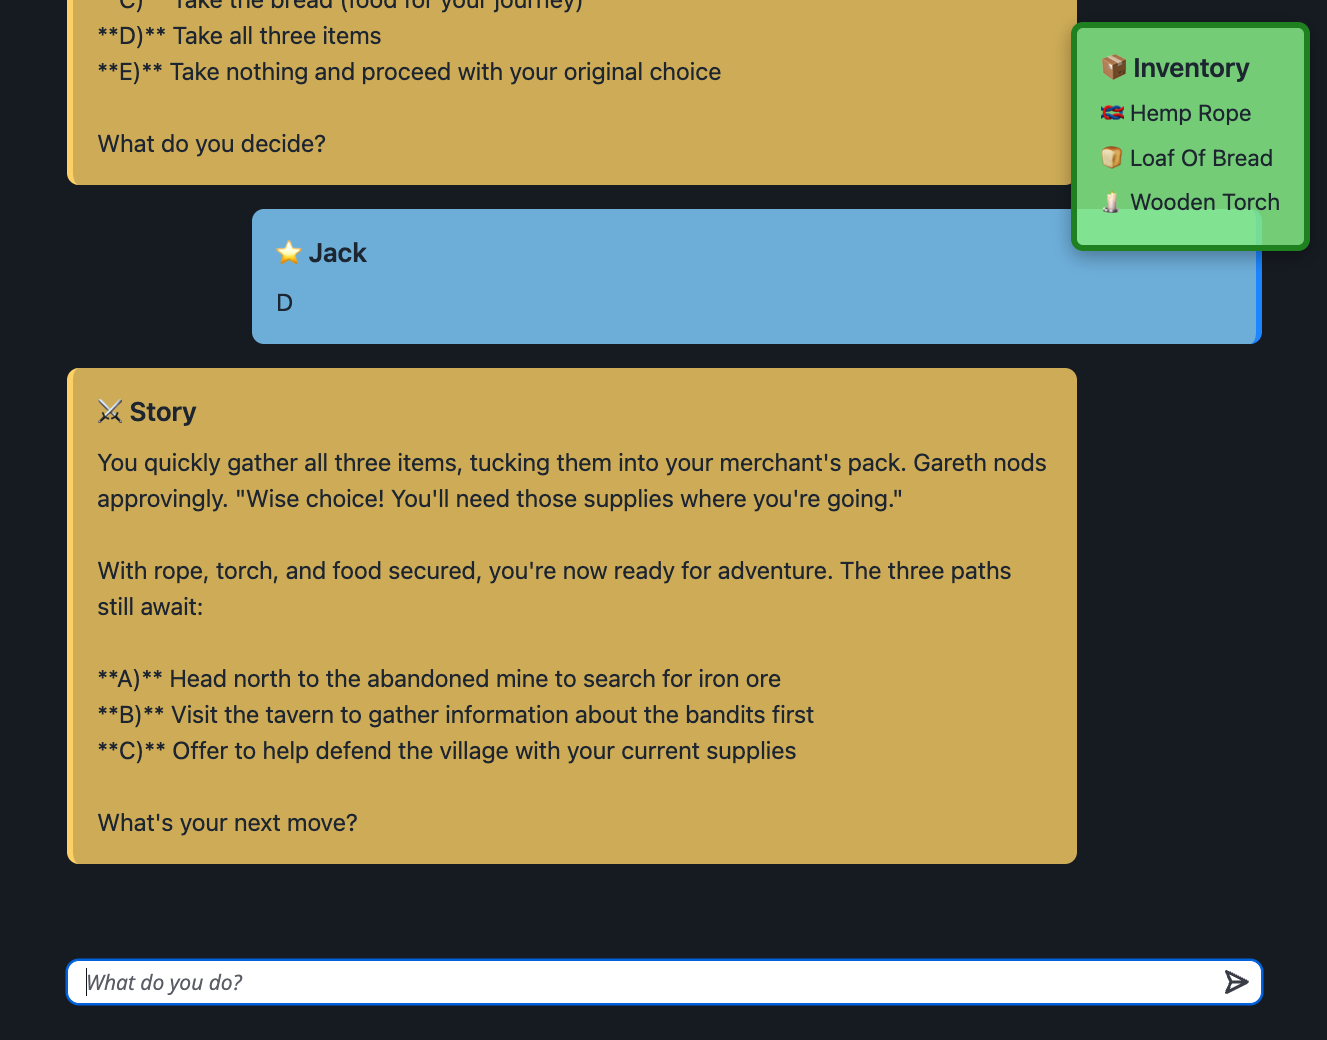 **C)** Take the bread (food for your journey)
**D)** Take all three items
**E)** Take nothing and proceed with your original choice
What do you decide?
Inventory
Hemp Rope
Loaf Of Bread
Wooden Torch
Jack
D
Story
You quickly gather all three items, tucking them into your merchant's pack. Gareth nods
approvingly. "Wise choice! You'll need those supplies where you're going."
With rope, torch, and food secured, you're now ready for adventure. The three paths
still await:
**A)** Head north to the abandoned mine to search for iron ore
**B)** Visit the tavern to gather information about the bandits first
**C)** Offer to help defend the village with your current supplies
What's your next move?
What do you do?